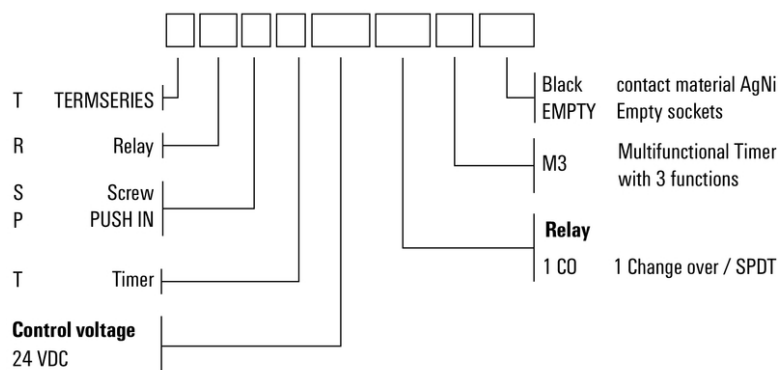 T TERMSERIES
R Relay
S Screw
P PUSH IN
T Timer
Control voltage
24 VDC
Black contact material AgNi
EMPTY Empty sockets
M3 Multifunctional Timer
with 3 functions
Relay
1 CO 1 Change over / SPDT